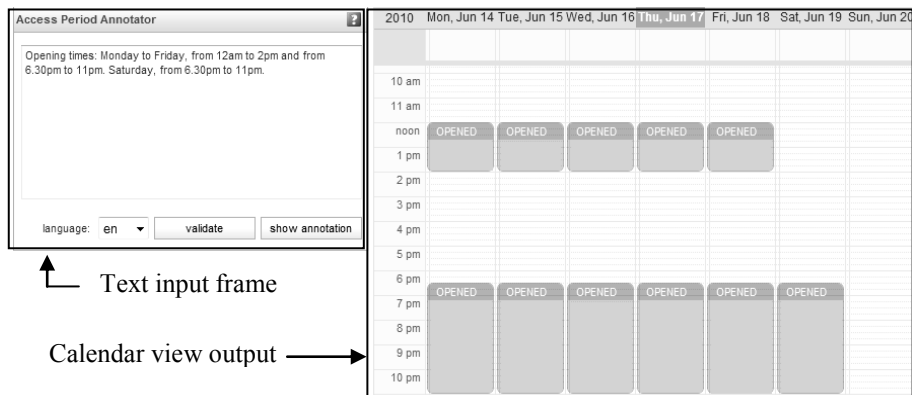 Access Period Annotator ?
Opening times: Monday to Friday, from 12am to 2pm and from
6.30pm to 11pm. Saturday, from 6.30pm to 11pm.
language: en validate show annotation
Text input frame
Calendar view output
2010 Mon, Jun 14 Tue, Jun 15 Wed, Jun 16 Thu, Jun 17 Fri, Jun 18 Sat, Jun 19 Sun, Jun 20
10 am
11 am
noon OPENED OPENED OPENED OPENED OPENED
1 pm
2 pm
3 pm
4 pm
5 pm
6 pm
OPENED OPENED OPENED OPENED OPENED OPENED
7 pm
8 pm
9 pm
10 pm